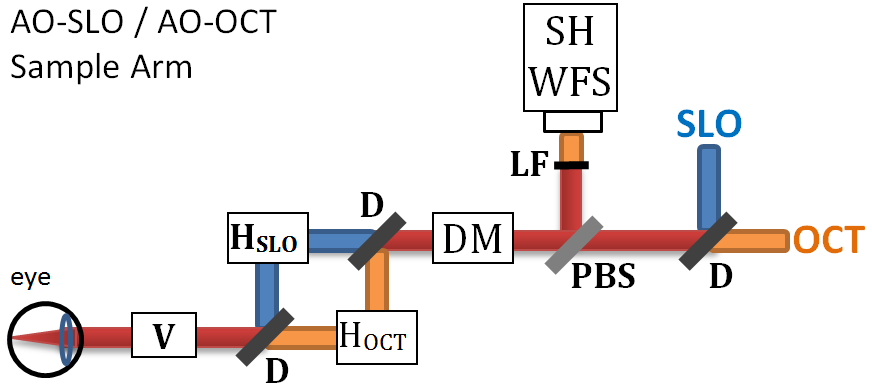 AO-SLO / AO-OCT
Sample Arm
SH
WFS
SLO
LF
D
H_SLO
DM
OCT
PBS
D
eye
V
H_OCT
D